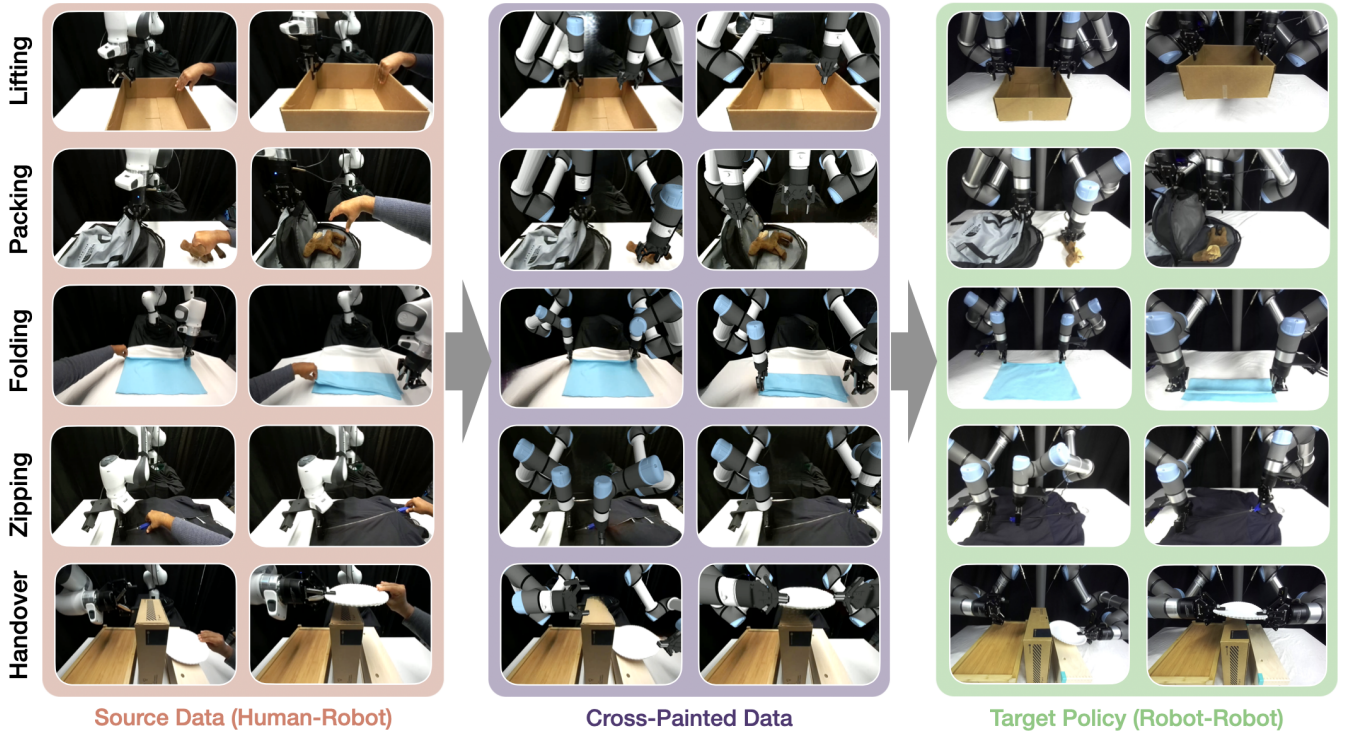 Lifting
Packing
Folding
Zipping
Handover
Source Data (Human-Robot)
Cross-Painted Data
Target Policy (Robot-Robot)